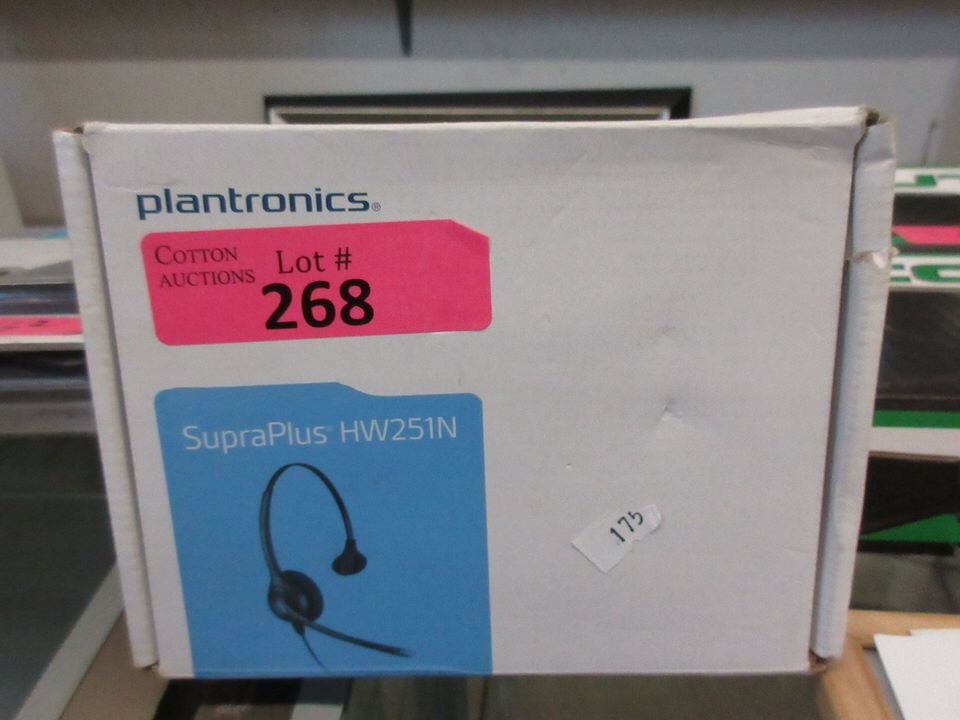 plantronics®
COTTON
AUCTIONS
Lot #
268
SupraPlus® HW251N
175